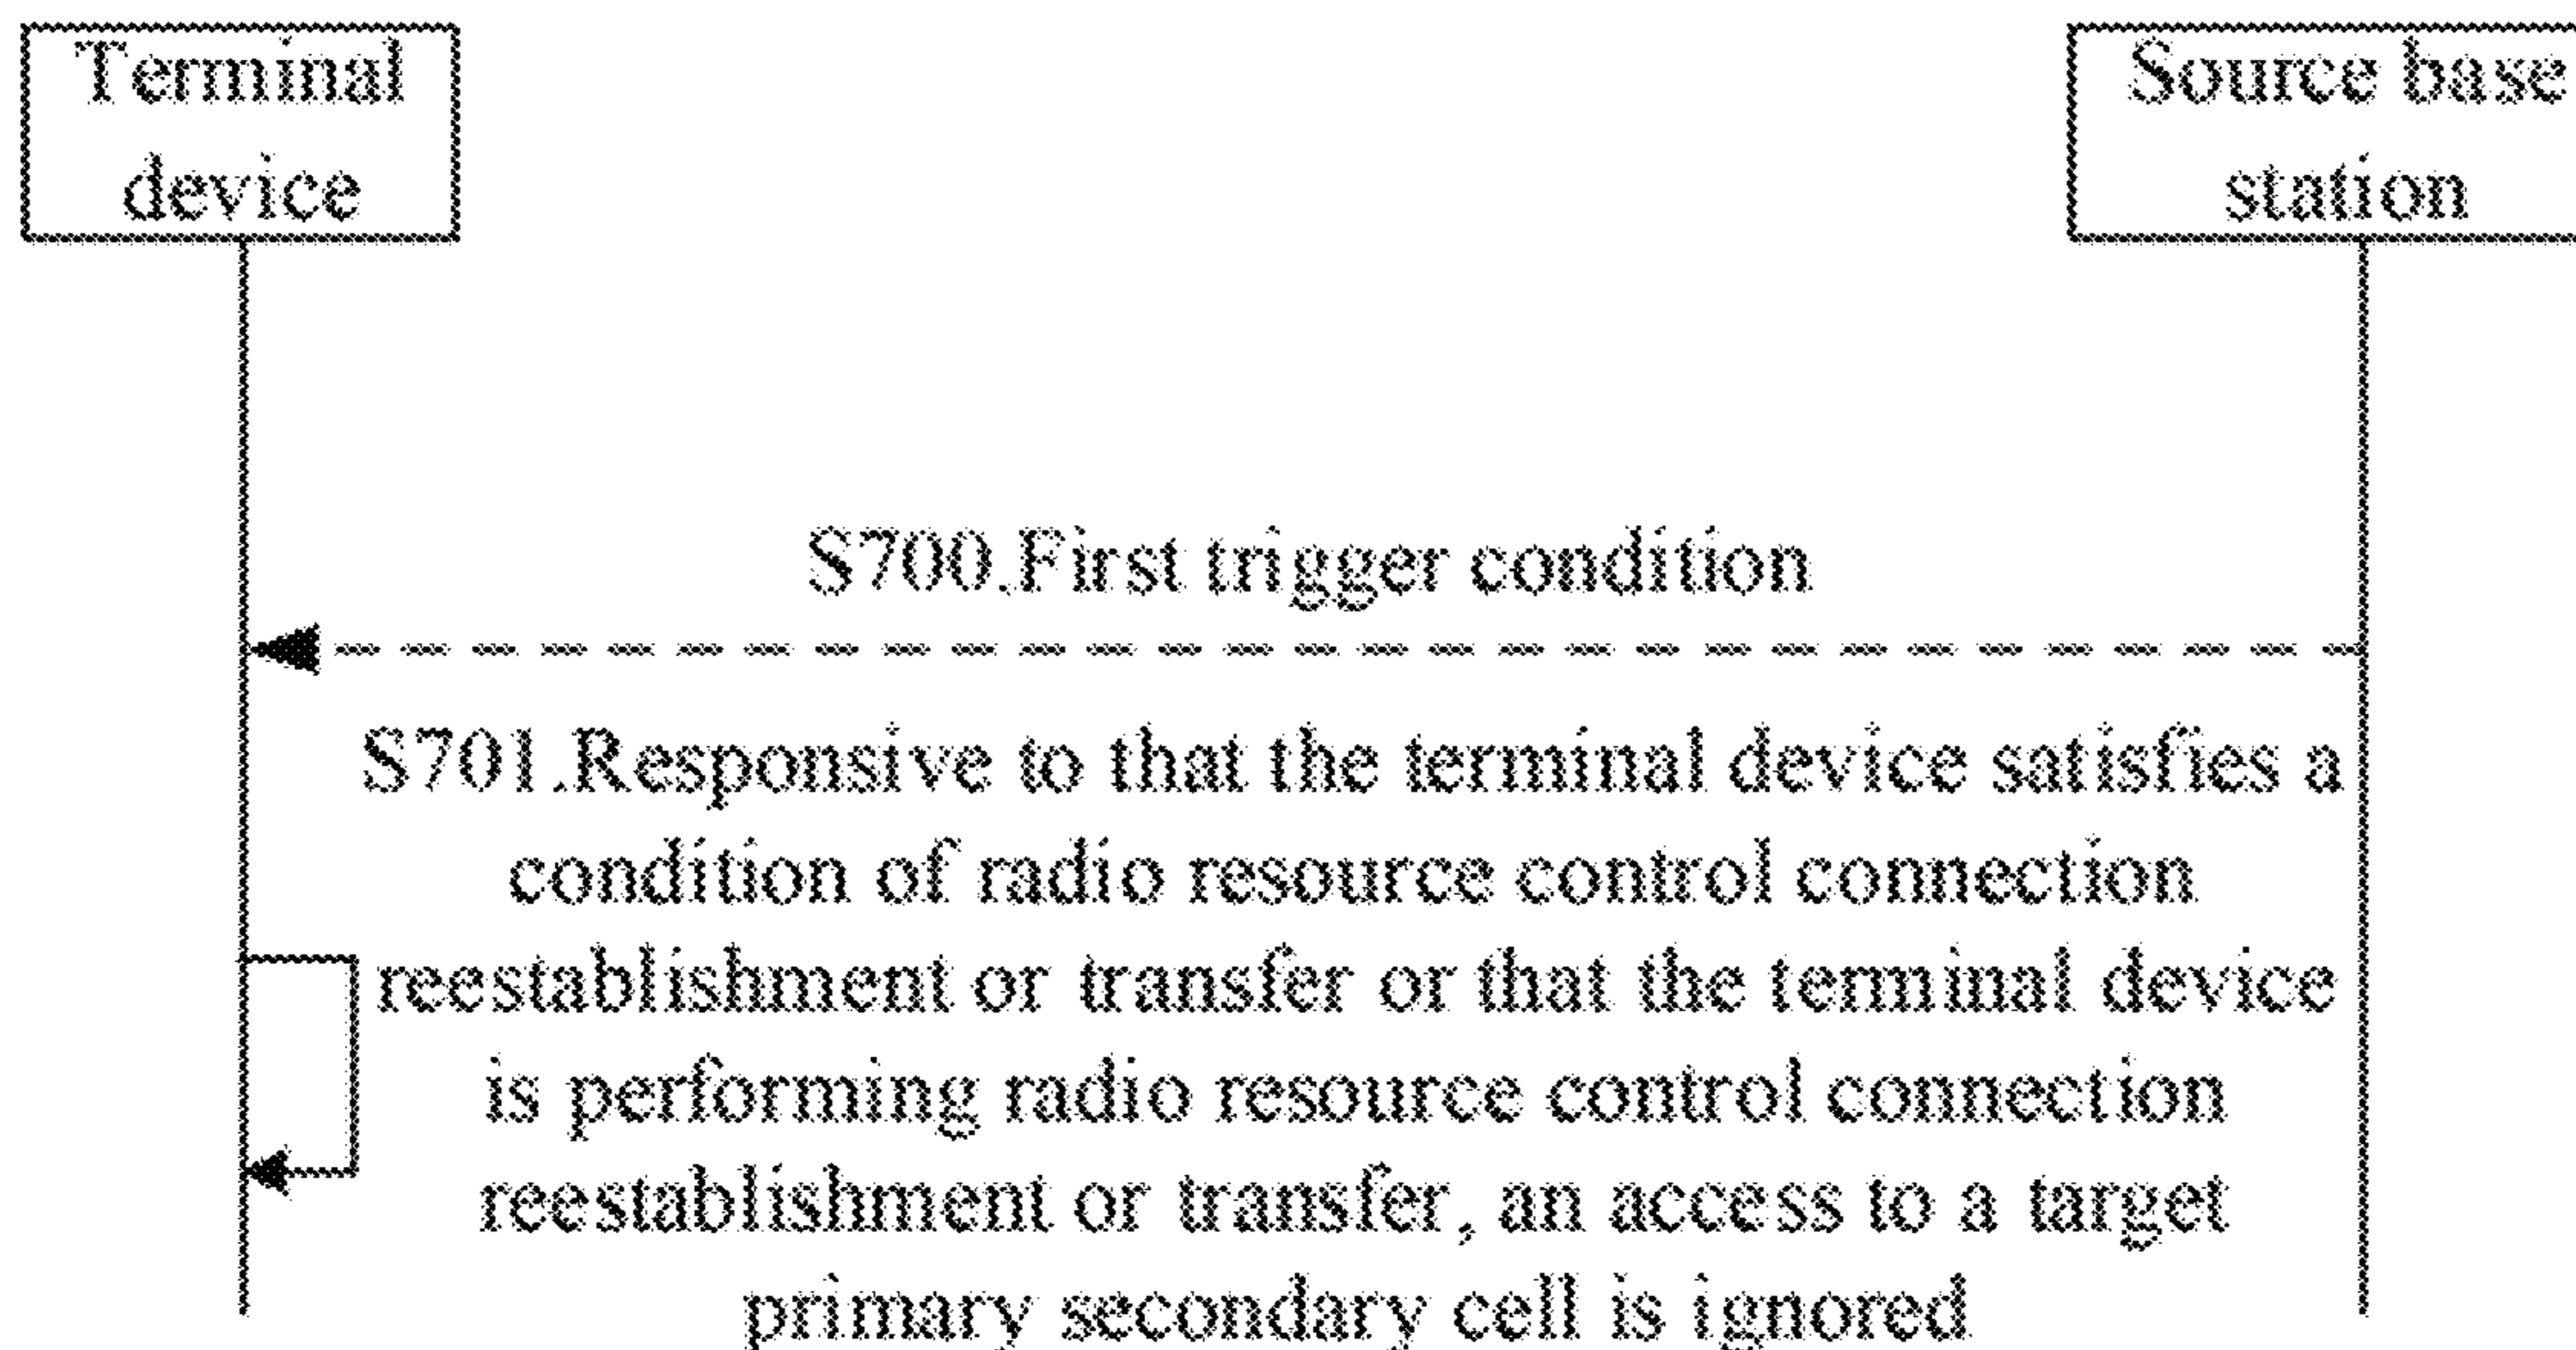 Terminal
device
Source base
station
S700.First trigger condition
S701.Responsive to that the terminal device satisfies a
condition of radio resource control connection
reestablishment or transfer or that the terminal device
is performing radio resource control connection
reestablishment or transfer, an access to a target
primary secondary cell is ignored